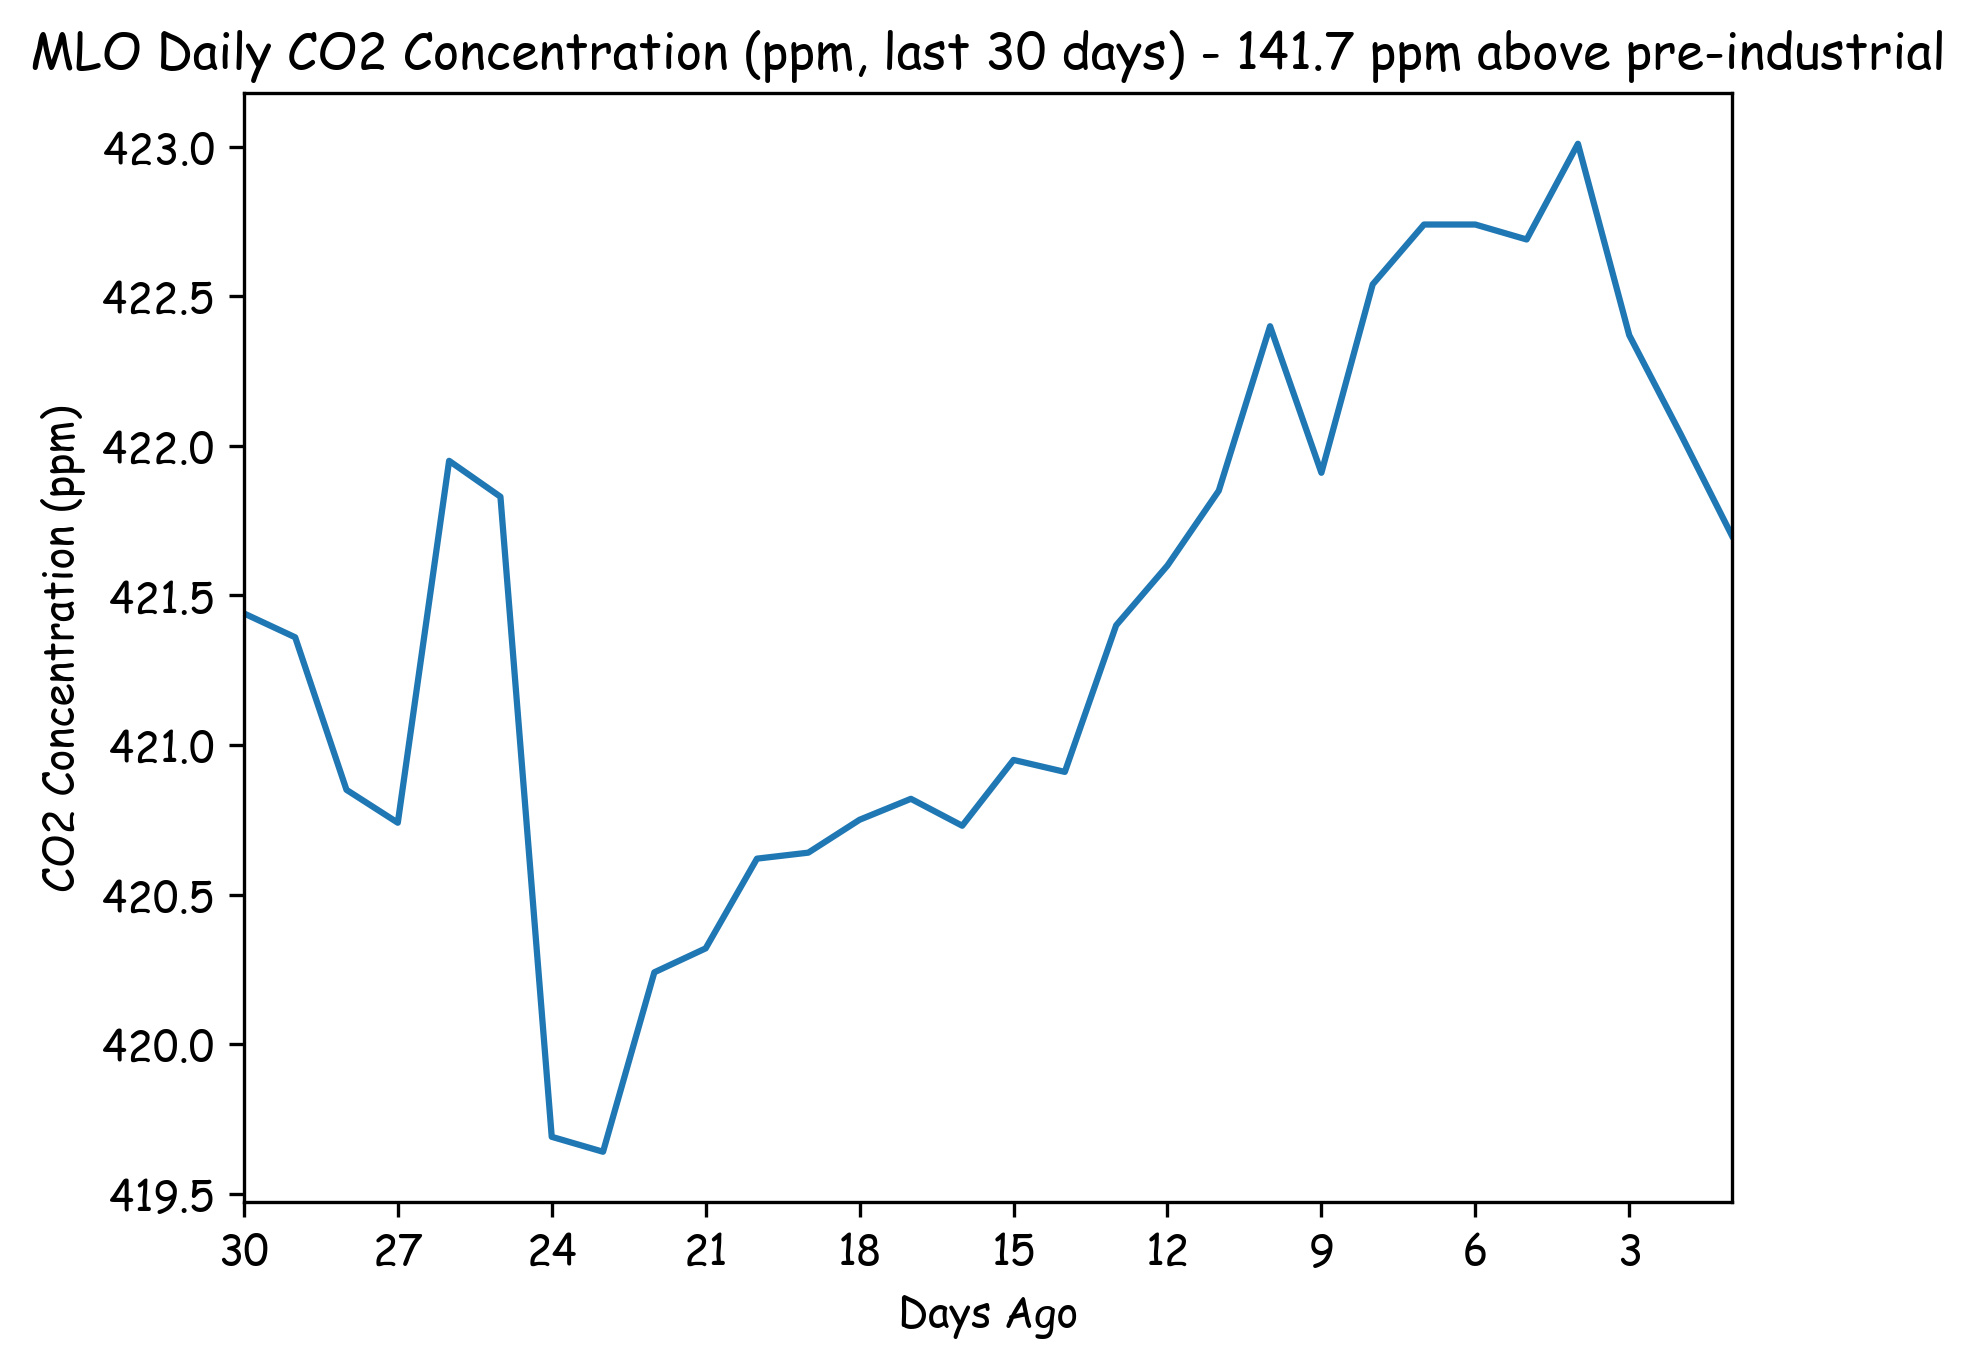 MLO Daily CO2 Concentration (ppm, last 30 days) - 141.7 ppm above pre-industrial
423.0
422.5
422.0
421.5
421.0
420.5
420.0
419.5
CO2 Concentration (ppm)
30 27 24 21 18 15 12 9 6 3
Days Ago